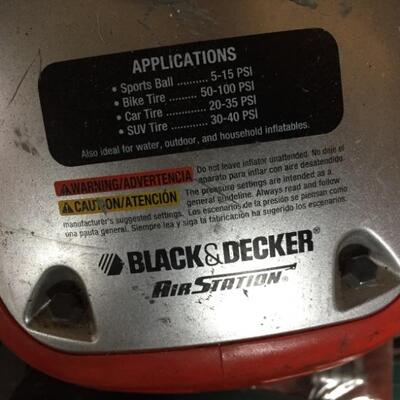 APPLICATIONS
• Sports Ball .......... 5-15 PSI
• Bike Tire ......... 50-100 PSI
• Car Tire ............ 20-35 PSI
• SUV Tire ........... 30-40 PSI
Also ideal for water, outdoor, and household inflatables.
WARNING/ADVERTENCIA Do not leave inflator unattended. No deje el
aparato para inflar con aire desatendido.
CAUTION/ATENCIÓN The pressure settings are intended as a
general guideline. Always read and follow
manufacturer's suggested settings. Los escenarios de la presión se piensan como
una pauta general. Siempre lea y siga la fabricación ha sugerido los escenarios.
BLACK&DECKER®
AIR STATION®